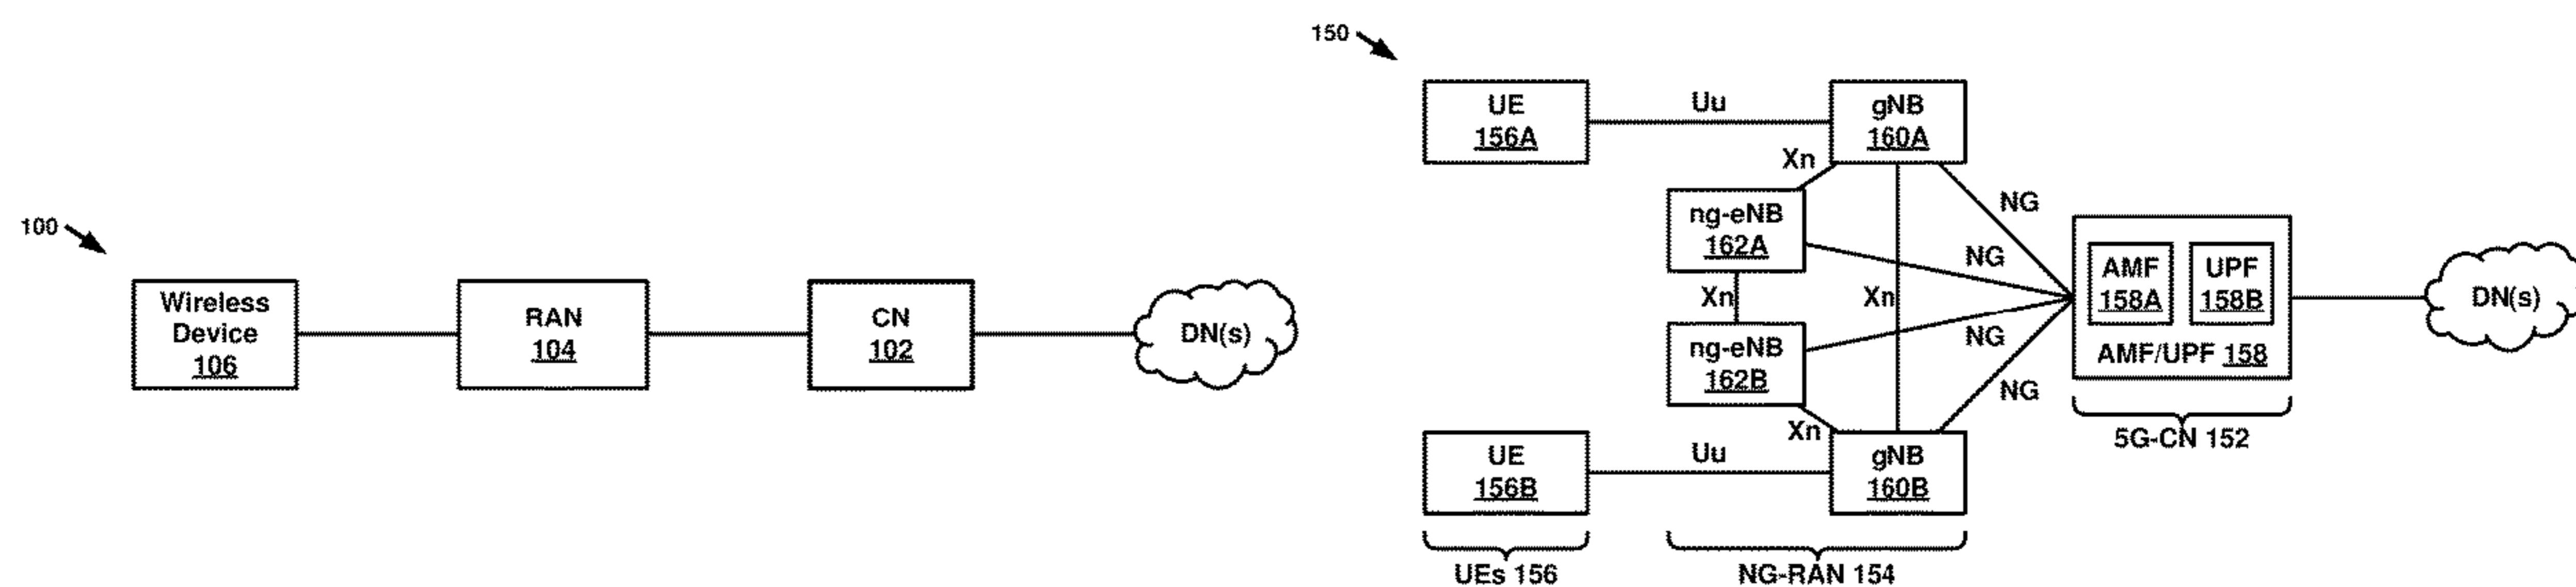 100
Wireless
Device
106
RAN
104
CN
102
DN(s)
150
UE
156A
Uu
gNB
160A
Xn
ng-eNB
162A
NG
NG
Xn
Xn
ng-eNB
162B
NG
NG
Xn
UE
156B
Uu
gNB
160B
AMF
158A
UPF
158B
AMF/UPF 158
DN(s)
5G-CN 152
UEs 156
NG-RAN 154